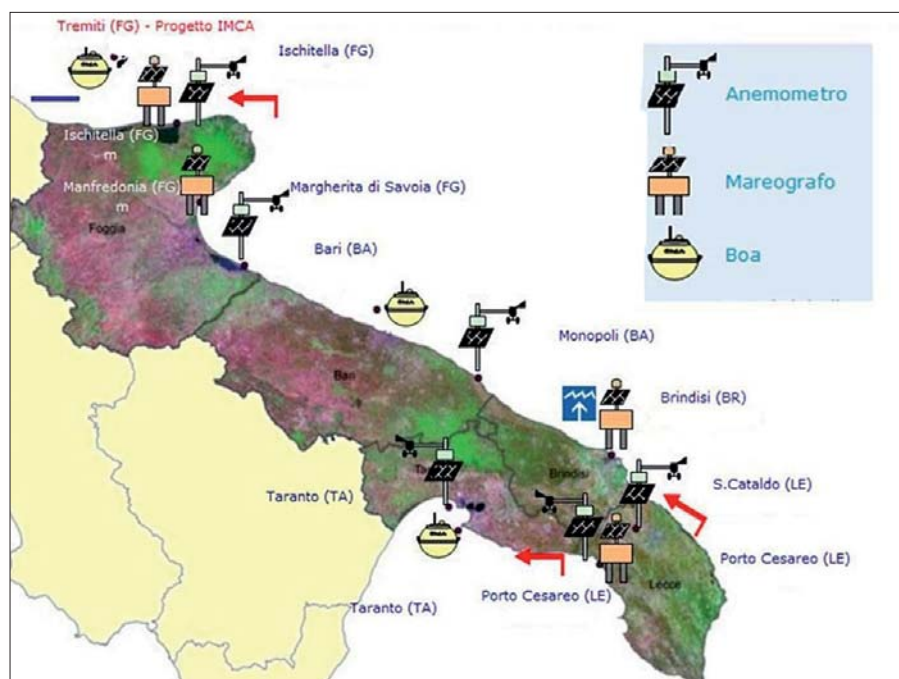 Tremiti (FG) - Progetto IMCA
Ischitella (FG)
Anemometro
Ischitella (FG)
m
Manfredonia (FG)
m
Margherita di Savoia (FG)
Mareografo
Foggia
Bari (BA)
Boa
Monopoli (BA)
Bari
Brindisi (BR)
Brindisi
Taranto (TA)
S.Cataldo (LE)
Porto Cesareo (LE)
Lecce
Taranto (TA)
Porto Cesareo (LE)